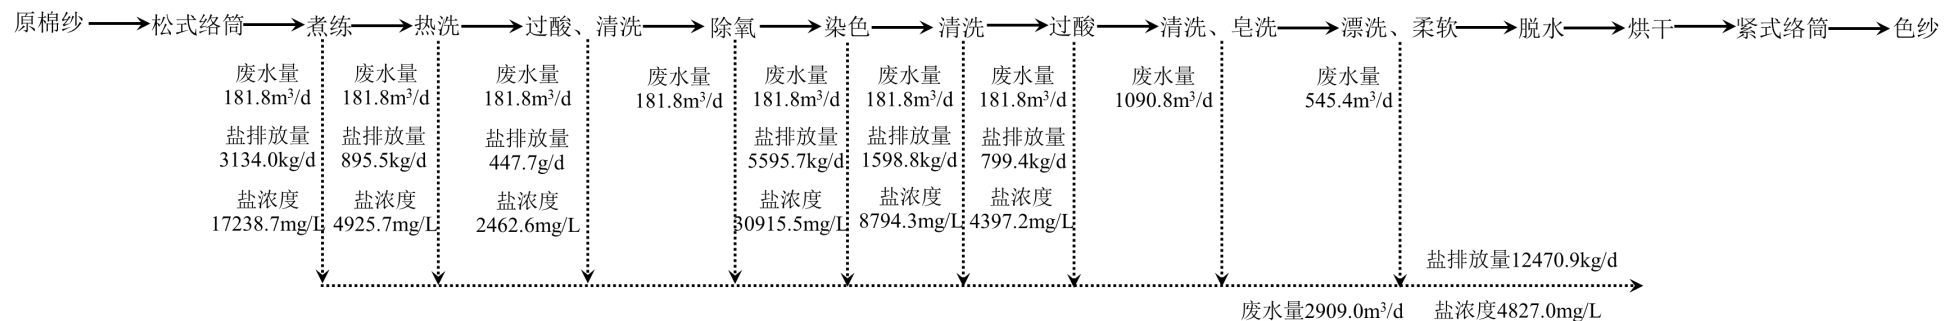 原棉纱 松式络筒 煮练 热洗 过酸、清洗 除氧 染色 清洗 过酸 清洗、皂洗 漂洗、柔软 脱水 烘干 紧式络筒 色纱
废水量
181.8m³/d
盐排放量
3134.0kg/d
盐浓度
17238.7mg/L
废水量
181.8m³/d
盐排放量
895.5kg/d
盐浓度
4925.7mg/L
废水量
181.8m³/d
盐排放量
447.7g/d
盐浓度
2462.6mg/L
废水量
181.8m³/d
废水量
181.8m³/d
盐排放量
5595.7kg/d
盐浓度
30915.5mg/L
废水量
181.8m³/d
盐排放量
1598.8kg/d
盐浓度
8794.3mg/L
废水量
181.8m³/d
盐排放量
799.4kg/d
盐浓度
4397.2mg/L
废水量
1090.8m³/d
废水量
545.4m³/d
盐排放量12470.9kg/d
废水量2909.0m³/d 盐浓度4827.0mg/L